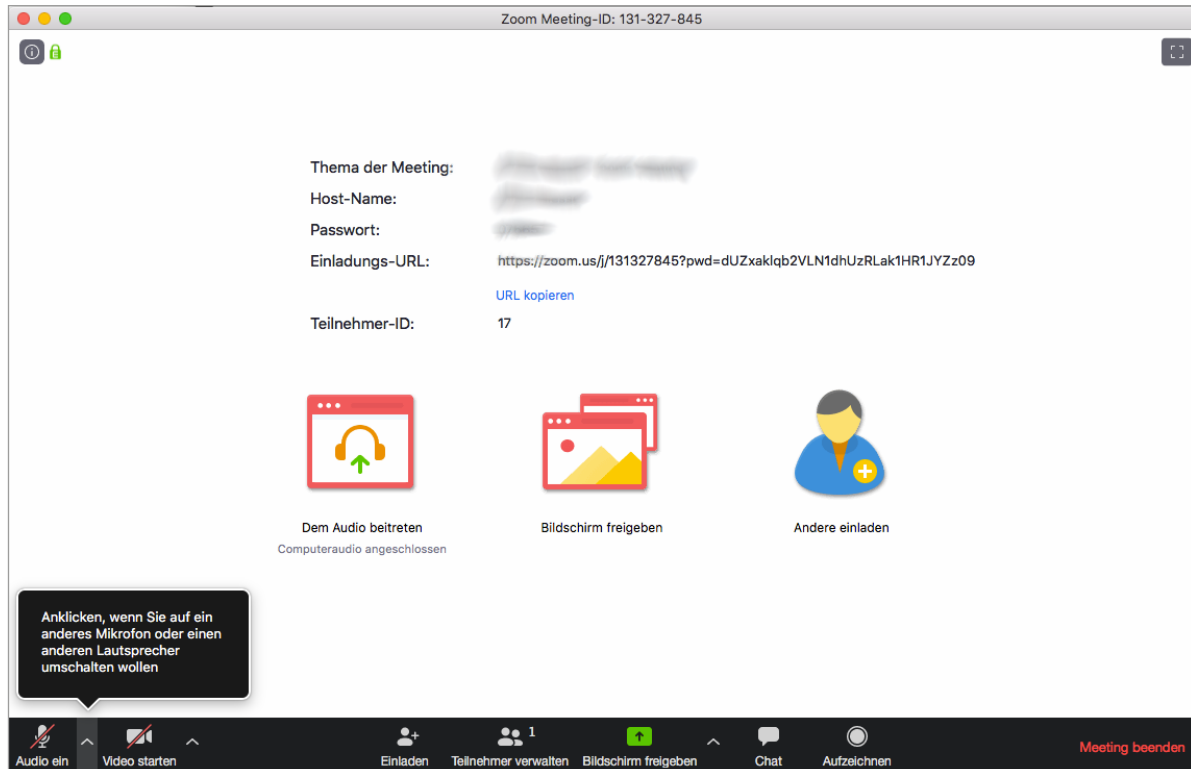 Zoom Meeting-ID: 131-327-845
Thema der Meeting:
Host-Name:
Passwort:
Einladungs-URL: https://zoom.us/j/131327845?pwd=dUZxaklqb2VLN1dhUzRLak1HR1JYZz09
URL kopieren
Teilnehmer-ID: 17
Dem Audio beitreten
Computeraudio angeschlossen
Bildschirm freigeben
Andere einladen
Anklicken, wenn Sie auf ein
anderes Mikrofon oder einen
anderen Lautsprecher
umschalten wollen
Audio ein
Video starten
Einladen
1
Teilnehmer verwalten
Bildschirm freigeben
Chat
Aufzeichnen
Meeting beenden